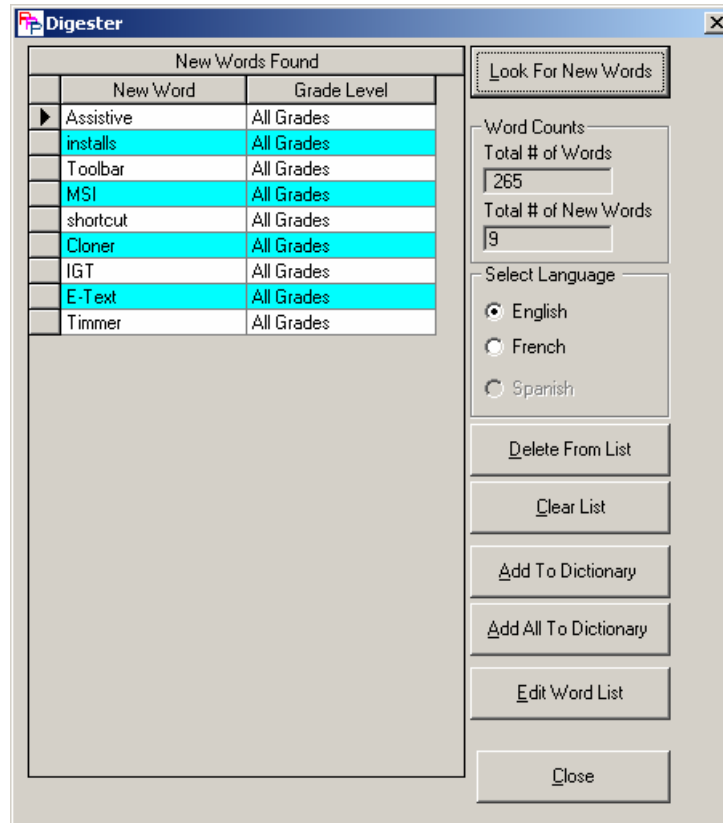 Digester
New Words Found
New Word Grade Level
Assistive All Grades
installs All Grades
Toolbar All Grades
MSI All Grades
shortcut All Grades
Cloner All Grades
IGT All Grades
E-Text All Grades
Timmer All Grades
Look For New Words
Word Counts
Total # of Words
265
Total # of New Words
9
Select Language
English
French
Spanish
Delete From List
Clear List
Add To Dictionary
Add All To Dictionary
Edit Word List
Close